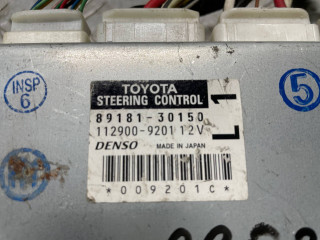 INSP
6
5
TOYOTA
STEERING CONTROL
89181-30150
112900-9201 12V
L1
DENSO MADE IN JAPAN
*009201C*